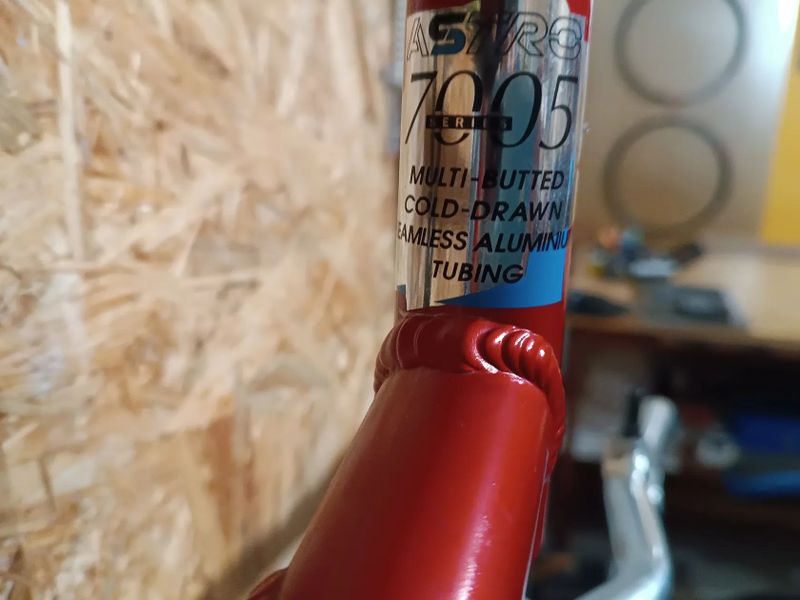 ASTRO
7005
SERIES
MULTI-BUTTED
COLD-DRAWN
EAMLESS ALUMINIU
TUBING